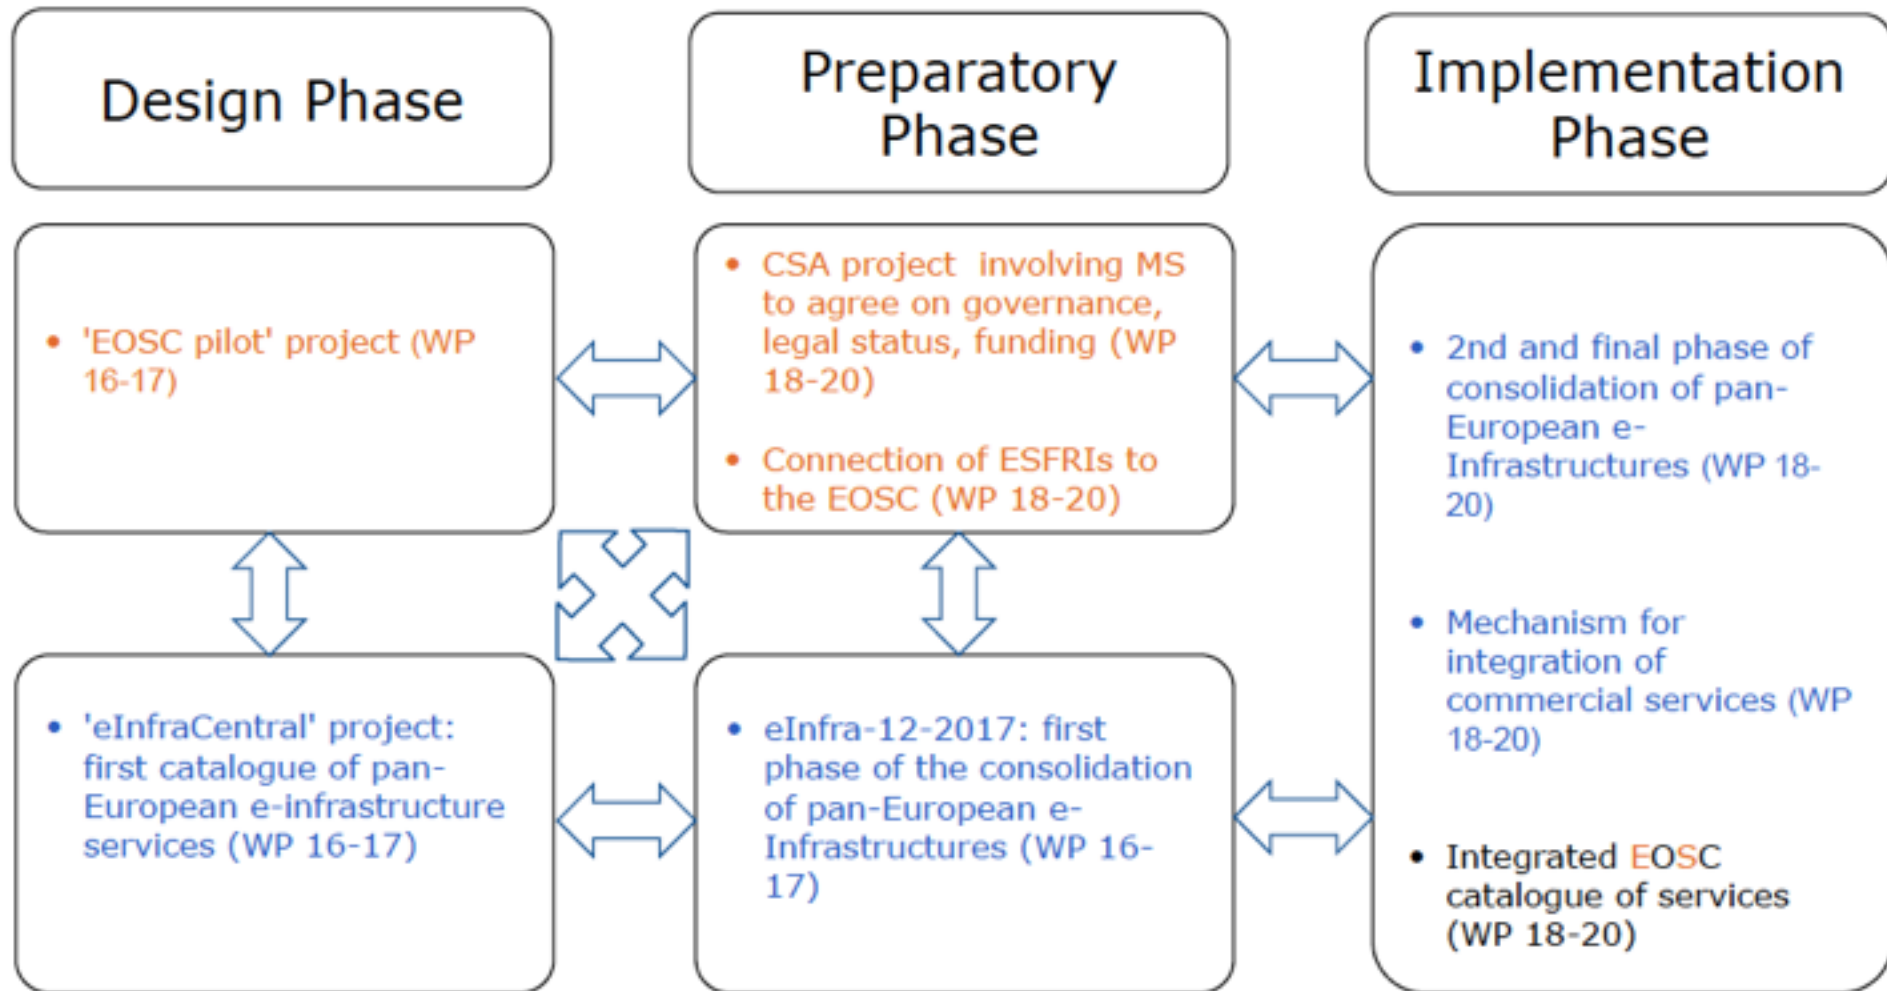 Design Phase
Preparatory
Phase
Implementation
Phase
• 'EOSC pilot' project (WP
16-17)
• CSA project  involving MS
to agree on governance,
legal status, funding (WP
18-20)
• Connection of ESFRIs to
the EOSC (WP 18-20)
• 'eInfraCentral' project:
first catalogue of pan-
European e-infrastructure
services (WP 16-17)
• eInfra-12-2017: first
phase of the consolidation
of pan-European e-
Infrastructures (WP 16-
17)
• 2nd and final phase of
consolidation of pan-
European e-
Infrastructures (WP 18-
20)
• Mechanism for
integration of
commercial services (WP
18-20)
• Integrated EOSC
catalogue of services
(WP 18-20)